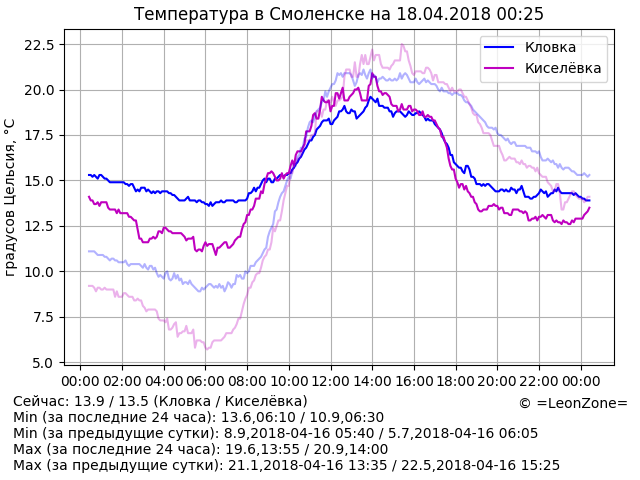 Температура в Смоленске на 18.04.2018 00:25
Кловка
Киселёвка
градусов Цельсия, °C
22.5
20.0
17.5
15.0
12.5
10.0
7.5
5.0
00:00 02:00 04:00 06:00 08:00 10:00 12:00 14:00 16:00 18:00 20:00 22:00 00:00
Сейчас: 13.9 / 13.5 (Кловка / Киселёвка)
© =LeonZone=
Min (за последние 24 часа): 13.6,06:10 / 10.9,06:30
Min (за предыдущие сутки): 8.9,2018-04-16 05:40 / 5.7,2018-04-16 06:05
Max (за последние 24 часа): 19.6,13:55 / 20.9,14:00
Max (за предыдущие сутки): 21.1,2018-04-16 13:35 / 22.5,2018-04-16 15:25